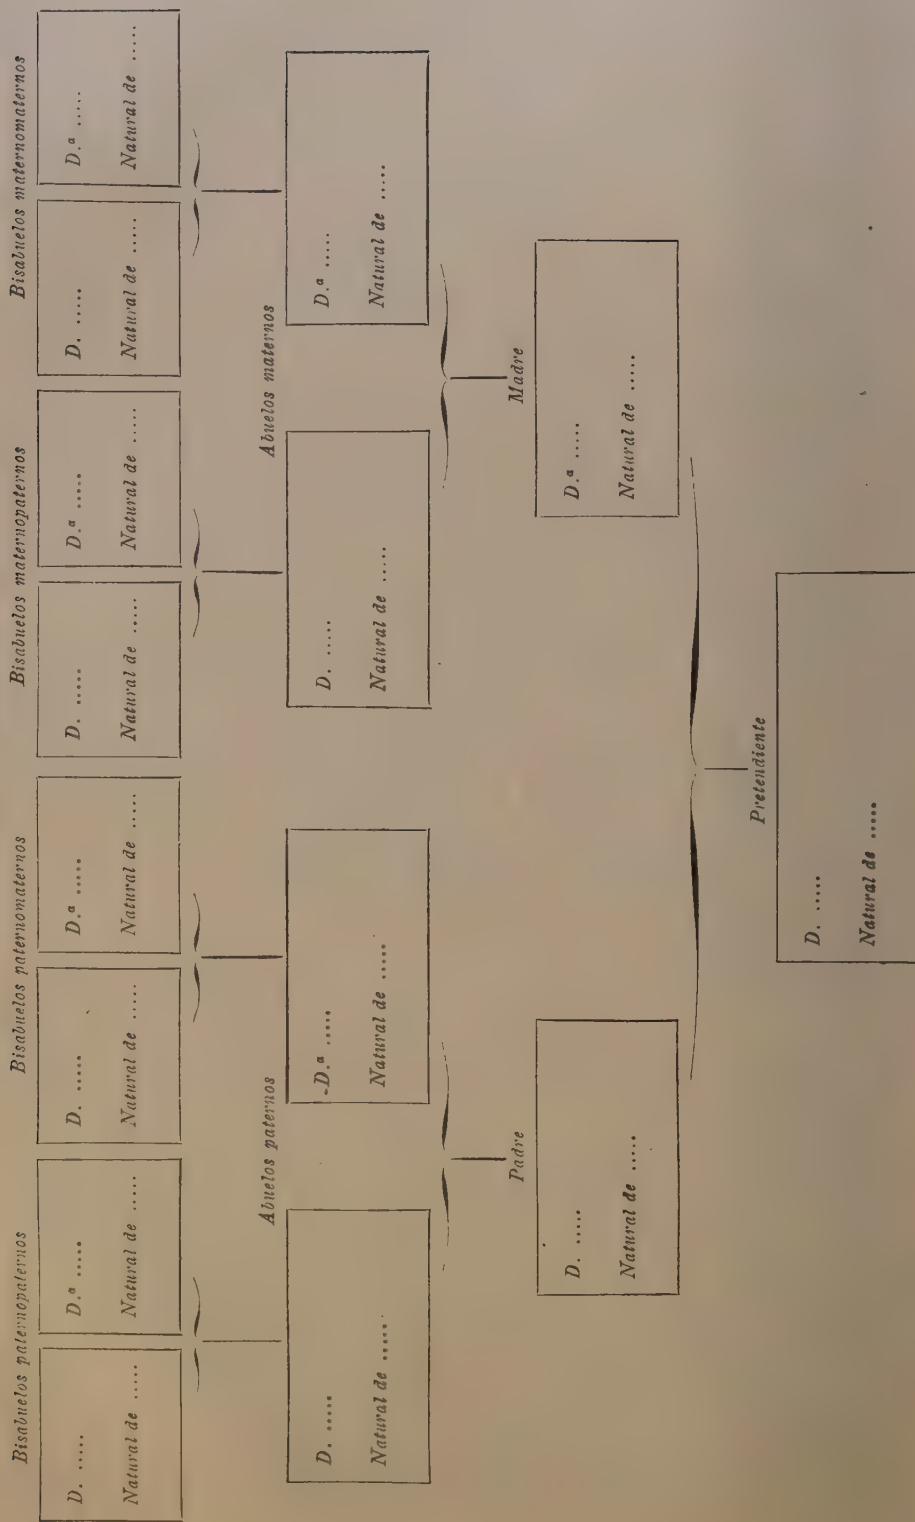 Bisabuelos paternopaternos
Bisabuelos paternomaternos
Bisabuelos maternopaternos
Bisabuelos maternomaternos
D. .....
Natural de .....
D.ª .....
Natural de .....
D. .....
Natural de .....
D.ª .....
Natural de .....
D. .....
Natural de .....
D.ª .....
Natural de .....
D. .....
Natural de .....
D.ª .....
Natural de .....
Abuelos paternos
Abuelos maternos
D. .....
Natural de .....
D.ª .....
Natural de .....
D. .....
Natural de .....
D.ª .....
Natural de .....
Padre
Madre
D. .....
Natural de .....
D.ª .....
Natural de .....
Pretendiente
D. .....
Natural de .....